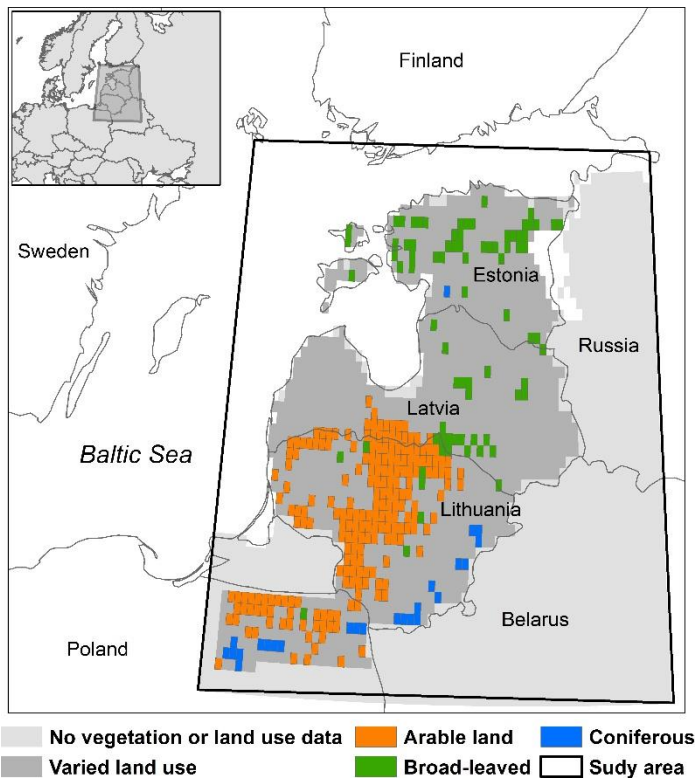 Finland
Sweden
Estonia
Russia
Latvia
Baltic Sea
Lithuania
Belarus
Poland
No vegetation or land use data
Arable land
Coniferous
Varied land use
Broad-leaved
Sudy area